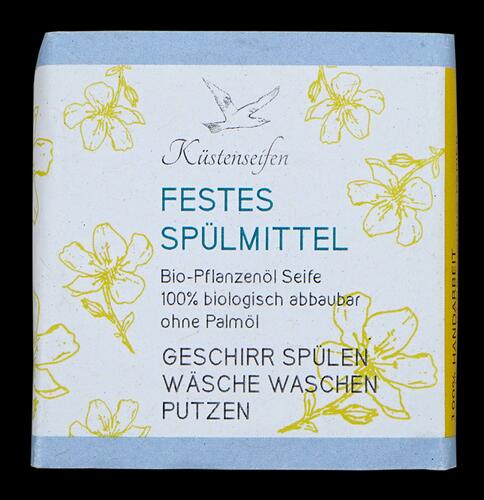 Küstenseifen
FESTES
SPÜLMITTEL
Bio-Pflanzenöl Seife
100% biologisch abbaubar
ohne Palmöl
GESCHIRR SPÜLEN
WÄSCHE WASCHEN
PUTZEN
100% HANDARBEIT